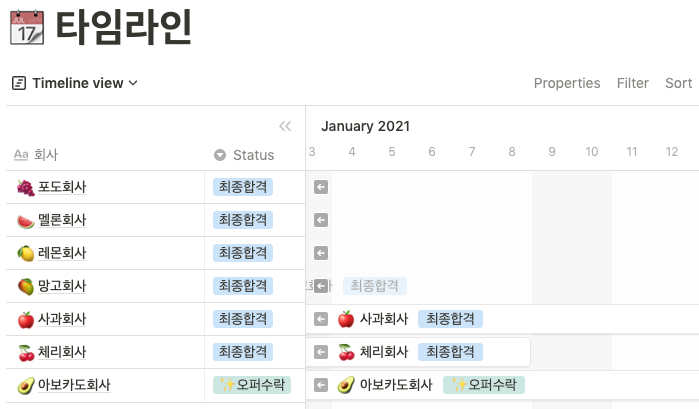 JUL 17 타임라인
Timeline view Properties Filter Sort
January 2021
Aa 회사 Status 3 4 5 6 7 8 9 10 11 12
포도회사 최종합격
멜론회사 최종합격
레몬회사 최종합격
망고회사 최종합격 최종합격
사과회사 최종합격 사과회사 최종합격
체리회사 최종합격 체리회사 최종합격
아보카도회사 ✨오퍼수락 아보카도회사 ✨오퍼수락